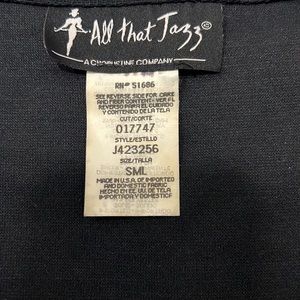 All That Jazz®
A CHORUS LINE COMPANY
RN# 51686
SEE REVERSE SIDE FOR CARE
AND FIBER CONTENT-VER EL
REVERSO PARA EL CUIDADO
Y CONTENIDO DE LA TELA
CUT/CORTE
017747
STYLE/ESTILO
J423256
SIZE/TALLA
SML
MADE IN U.S.A. OF IMPORTED
AND DOMESTIC FABRIC
HECHO EN EE. UU. DE TELA
IMPORTADA Y DOMESTICA